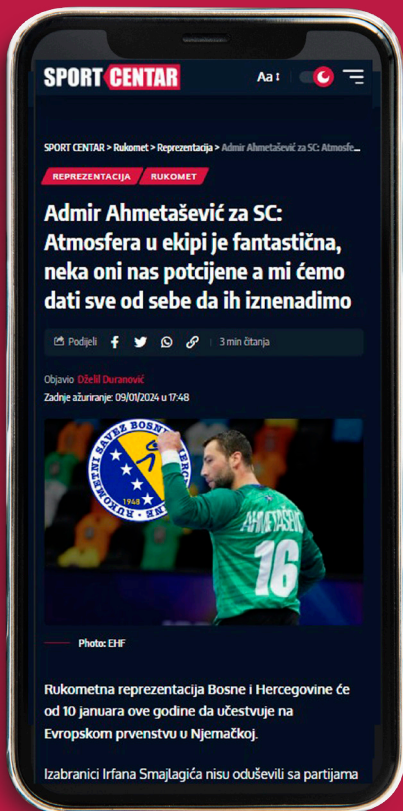 SPORT CENTAR
Aa
SPORT CENTAR > Rukomet > Reprezentacija > Admir Ahmetašević za SC: Atmosfe...
REPREZENTACIJA
RUKOMET
Admir Ahmetašević za SC:
Atmosfera u ekipi je fantastična,
neka oni nas potcijene a mi ćemo
dati sve od sebe da ih iznenadimo
Podijeli
3 min čitanja
Objavio Dželil Duranović
Zadnje ažuriranje: 09/01/2024 u 17:48
RUKOMETNI SAVEZ BOSNE I HERCEGOVINE
1948
AHMETAŠEVIĆ
16
Photo: EHF
Rukometna reprezentacija Bosne i Hercegovine će
od 10 januara ove godine da učestvuje na
Evropskom prvenstvu u Njemačkoj.
Izabranici Irfana Smajlagića nisu oduševili sa partijama